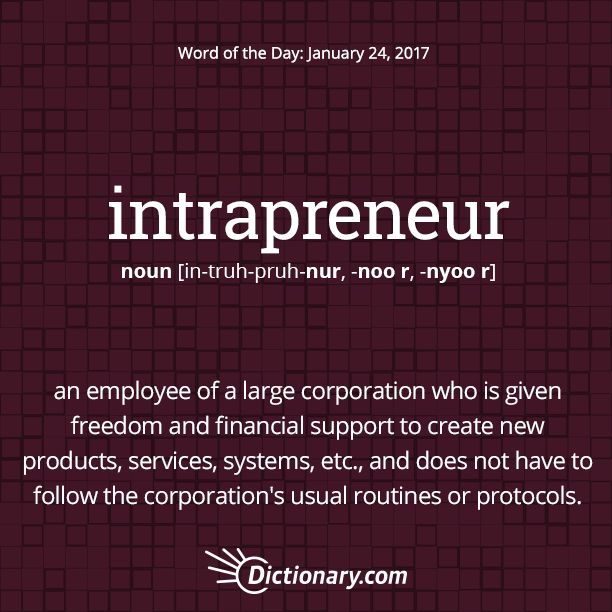 Word of the Day: January 24, 2017
intrapreneur
noun [in-truh-pruh-nur, -noo r, -nyoo r]
an employee of a large corporation who is given
freedom and financial support to create new
products, services, systems, etc., and does not have to
follow the corporation's usual routines or protocols.
Dictionary.com